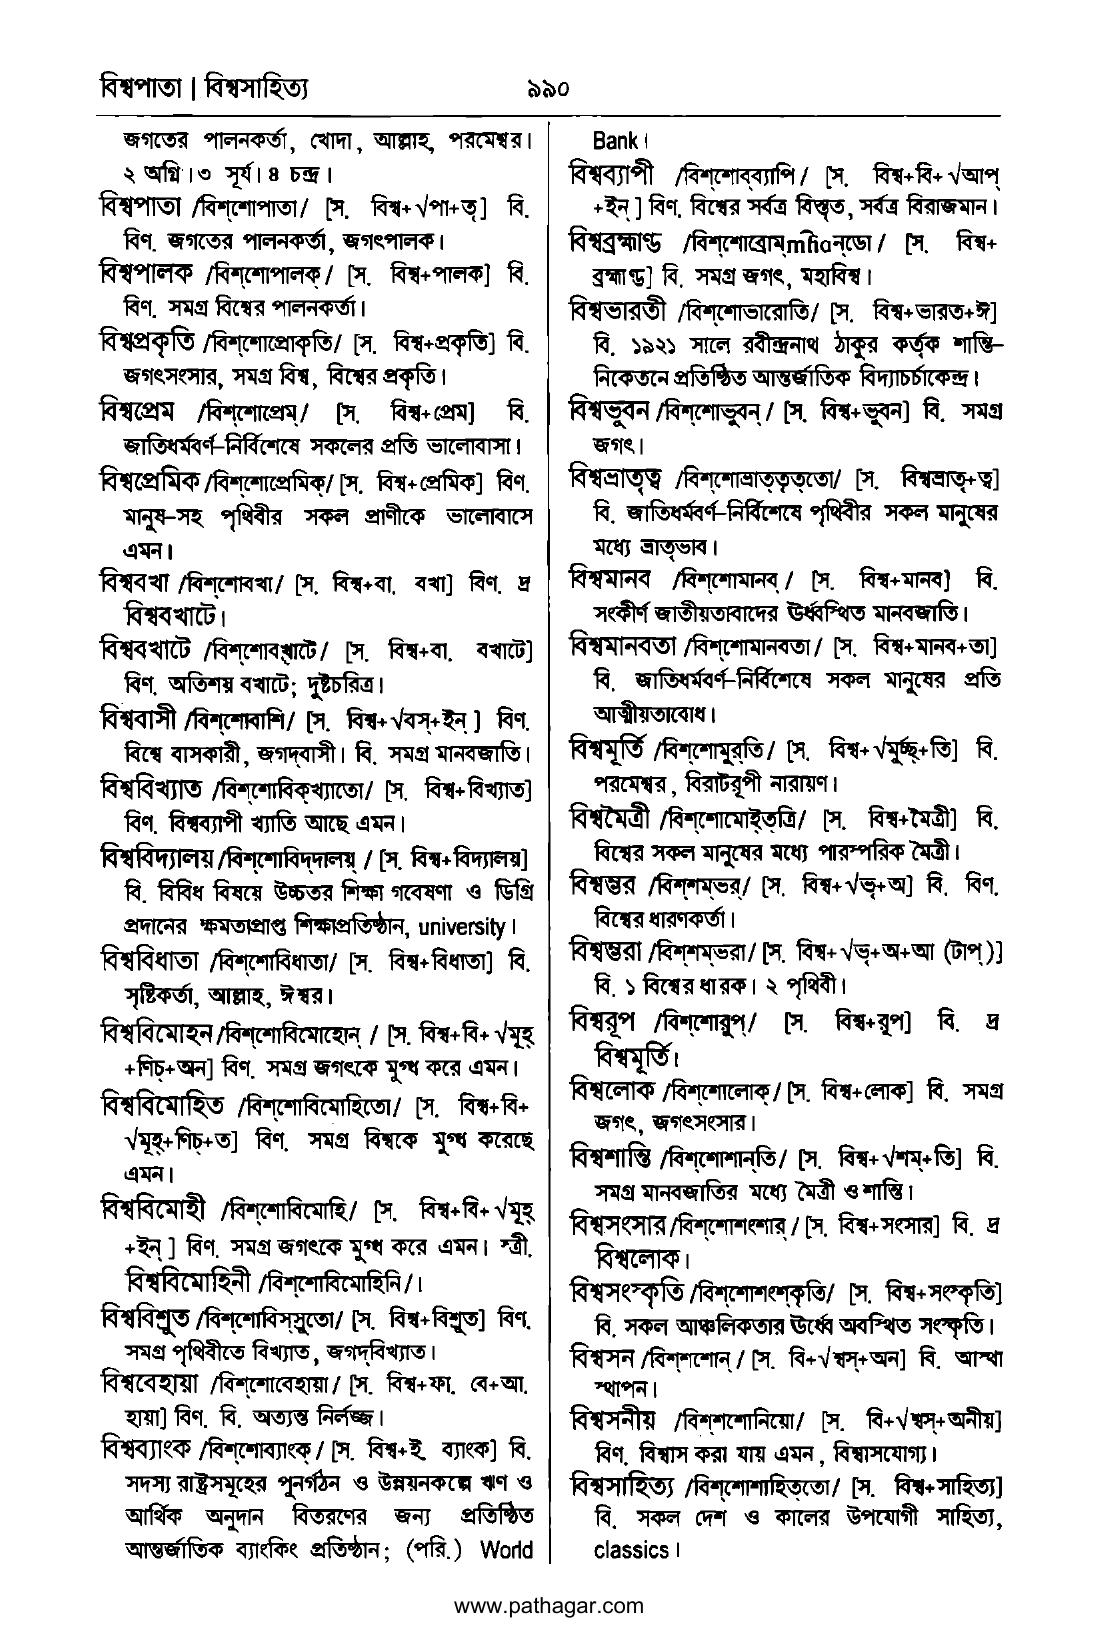 বিশ্বপাতা | বিশ্বসাহিত্য
৯৯০
জগতের পালনকর্তা, খোদা, আল্লাহ, পরমেশ্বর।
২ অগ্নি। ৩ সূর্য। ৪ চন্দ্র।
বিশ্বপাতা /বিশ্‌শোপাতা/ [স. বিশ্ব+√পা+তৃ] বি.
বিণ. জগতের পালনকর্তা, জগৎপালক।
বিশ্বপালক /বিশ্‌শোপালক্‌/ [স. বিশ্ব+পালক] বি.
বিণ. সমগ্র বিশ্বের পালনকর্তা।
বিশ্বপ্রকৃতি /বিশ্‌শোপ্রোকৃতি/ [স. বিশ্ব+প্রকৃতি] বি.
জগৎসংসার, সমগ্র বিশ্ব, বিশ্বের প্রকৃতি।
বিশ্বপ্রেম /বিশ্‌শোপ্রেম্‌/ [স. বিশ্ব+প্রেম] বি.
জাতিধর্মবর্ণ-নির্বিশেষে সকলের প্রতি ভালোবাসা।
বিশ্বপ্রেমিক /বিশ্‌শোপ্রেমিক্‌/ [স. বিশ্ব+প্রেমিক] বিণ.
মানুষ-সহ পৃথিবীর সকল প্রাণীকে ভালোবাসে
এমন।
বিশ্ববখা /বিশ্‌শোবখা/ [স. বিশ্ব+বা. বখা] বিণ. দ্র
বিশ্ববখাটে।
বিশ্ববখাটে /বিশ্‌শোবখাটে/ [স. বিশ্ব+বা. বখাটে]
বিণ. অতিশয় বখাটে; দুষ্টচরিত্র।
বিশ্ববাসী /বিশ্‌শোবাশি/ [স. বিশ্ব+√বস্‌+ইন্‌ ] বিণ.
বিশ্বে বাসকারী, জগদ্‌বাসী। বি. সমগ্র মানবজাতি।
বিশ্ববিখ্যাত /বিশ্‌শোবিক্‌খ্যাতো/ [স. বিশ্ব+বিখ্যাত]
বিণ. বিশ্বব্যাপী খ্যাতি আছে এমন।
বিশ্ববিদ্যালয় /বিশ্‌শোবিদ্‌দালয়্‌ / [স. বিশ্ব+বিদ্যালয়]
বি. বিবিধ বিষয়ে উচ্চতর শিক্ষা গবেষণা ও ডিগ্রি
প্রদানের ক্ষমতাপ্রাপ্ত শিক্ষাপ্রতিষ্ঠান, university।
বিশ্ববিধাতা /বিশ্‌শোবিধাতা/ [স. বিশ্ব+বিধাতা] বি.
সৃষ্টিকর্তা, আল্লাহ, ঈশ্বর।
বিশ্ববিমোহন /বিশ্‌শোবিমোহোন্‌ / [স. বিশ্ব+বি+√মূহ্‌
+ণিচ্‌+অন] বিণ. সমগ্র জগৎকে মুগ্ধ করে এমন।
বিশ্ববিমোহিত /বিশ্‌শোবিমোহিতো/ [স. বিশ্ব+বি+
√মূহ্‌+ণিচ্‌+ত] বিণ. সমগ্র বিশ্বকে মুগ্ধ করেছে
এমন।
বিশ্ববিমোহী /বিশ্‌শোবিমোহি/ [স. বিশ্ব+বি+√মূহ্‌
+ইন্‌ ] বিণ. সমগ্র জগৎকে মুগ্ধ করে এমন। স্ত্রী.
বিশ্ববিমোহিনী /বিশ্‌শোবিমোহিনি/।
বিশ্ববিশ্রুত /বিশ্‌শোবিস্‌স্রুতো/ [স. বিশ্ব+বিশ্রুত] বিণ.
সমগ্র পৃথিবীতে বিখ্যাত, জগদ্‌বিখ্যাত।
বিশ্ববেহায়া /বিশ্‌শোবেহায়া/ [স. বিশ্ব+ফা. বে+আ.
হায়া] বিণ. বি. অত্যন্ত নির্লজ্জ।
বিশ্বব্যাংক /বিশ্‌শোব্যাংক্‌ / [স. বিশ্ব+ই. ব্যাংক] বি.
সদস্য রাষ্ট্রসমূহের পুনর্গঠন ও উন্নয়নকল্পে ঋণ ও
আর্থিক অনুদান বিতরণের জন্য প্রতিষ্ঠিত
আন্তর্জাতিক ব্যাংকিং প্রতিষ্ঠান; (পরি.) World
Bank।
বিশ্বব্যাপী /বিশ্‌শোব্‌ব্যাপি/ [স. বিশ্ব+বি+√আপ্‌
+ইন্‌ ] বিণ. বিশ্বের সর্বত্র বিস্তৃত, সর্বত্র বিরাজমান।
বিশ্বব্রহ্মাণ্ড /বিশ্‌শোব্রোম্‌mĥaন্‌ডো/ [স. বিশ্ব+
ব্রহ্মাণ্ড] বি. সমগ্র জগৎ, মহাবিশ্ব।
বিশ্বভারতী /বিশ্‌শোভারোতি/ [স. বিশ্ব+ভারত+ঈ]
বি. ১৯২১ সালে রবীন্দ্রনাথ ঠাকুর কর্তৃক শান্তি-
নিকেতনে প্রতিষ্ঠিত আন্তর্জাতিক বিদ্যাচর্চাকেন্দ্র।
বিশ্বভুবন /বিশ্‌শোভুবন্‌ / [স. বিশ্ব+ভুবন] বি. সমগ্র
জগৎ।
বিশ্বভ্রাতৃত্ব /বিশ্‌শোভ্রাত্‌তৃত্‌তো/ [স. বিশ্বভ্রাতৃ+ত্ব]
বি. জাতিধর্মবর্ণ-নির্বিশেষে পৃথিবীর সকল মানুষের
মধ্যে ভ্রাতৃভাব।
বিশ্বমানব /বিশ্‌শোমানব্‌ / [স. বিশ্ব+মানব] বি.
সংকীর্ণ জাতীয়তাবাদের ঊর্ধ্বস্থিত মানবজাতি।
বিশ্বমানবতা /বিশ্‌শোমানবতা/ [স. বিশ্ব+মানব+তা]
বি. জাতিধর্মবর্ণ-নির্বিশেষে সকল মানুষের প্রতি
আত্মীয়তাবোধ।
বিশ্বমূর্তি /বিশ্‌শোমুর্‌তি/ [স. বিশ্ব+√মূর্চ্ছ্‌+তি] বি.
পরমেশ্বর, বিরাটরূপী নারায়ণ।
বিশ্বমৈত্রী /বিশ্‌শোমোই্‌ত্‌ত্রি/ [স. বিশ্ব+মৈত্রী] বি.
বিশ্বের সকল মানুষের মধ্যে পারস্পরিক মৈত্রী।
বিশ্বম্ভর /বিশ্‌শম্‌ভর্‌/ [স. বিশ্ব+√ভৃ+অ] বি. বিণ.
বিশ্বের ধারণকর্তা।
বিশ্বম্ভরা /বিশ্‌শম্‌ভরা/ [স. বিশ্ব+√ভৃ+অ+আ (টাপ্‌)]
বি. ১ বিশ্বের ধারক। ২ পৃথিবী।
বিশ্বরূপ /বিশ্‌শোরুপ্‌/ [স. বিশ্ব+রূপ] বি. দ্র
বিশ্বমূর্তি।
বিশ্বলোক /বিশ্‌শোলোক্‌/ [স. বিশ্ব+লোক] বি. সমগ্র
জগৎ, জগৎসংসার।
বিশ্বশান্তি /বিশ্‌শোশান্‌তি/ [স. বিশ্ব+√শম্‌+তি] বি.
সমগ্র মানবজাতির মধ্যে মৈত্রী ও শান্তি।
বিশ্বসংসার /বিশ্‌শোশংশার্‌ / [স. বিশ্ব+সংসার] বি. দ্র
বিশ্বলোক।
বিশ্বসংস্কৃতি /বিশ্‌শোশংশ্‌কৃতি/ [স. বিশ্ব+সংস্কৃতি]
বি. সকল আঞ্চলিকতার ঊর্ধ্বে অবস্থিত সংস্কৃতি।
বিশ্বসন /বিশ্‌শশোন্‌ / [স. বি+√শ্বস্‌+অন] বি. আস্থা
স্থাপন।
বিশ্বসনীয় /বিশ্‌শশোনিয়ো/ [স. বি+√শ্বস্‌+অনীয়]
বিণ. বিশ্বাস করা যায় এমন, বিশ্বাসযোগ্য।
বিশ্বসাহিত্য /বিশ্‌শোশাহিত্‌তো/ [স. বিশ্ব+সাহিত্য]
বি. সকল দেশ ও কালের উপযোগী সাহিত্য,
classics।
www.pathagar.com